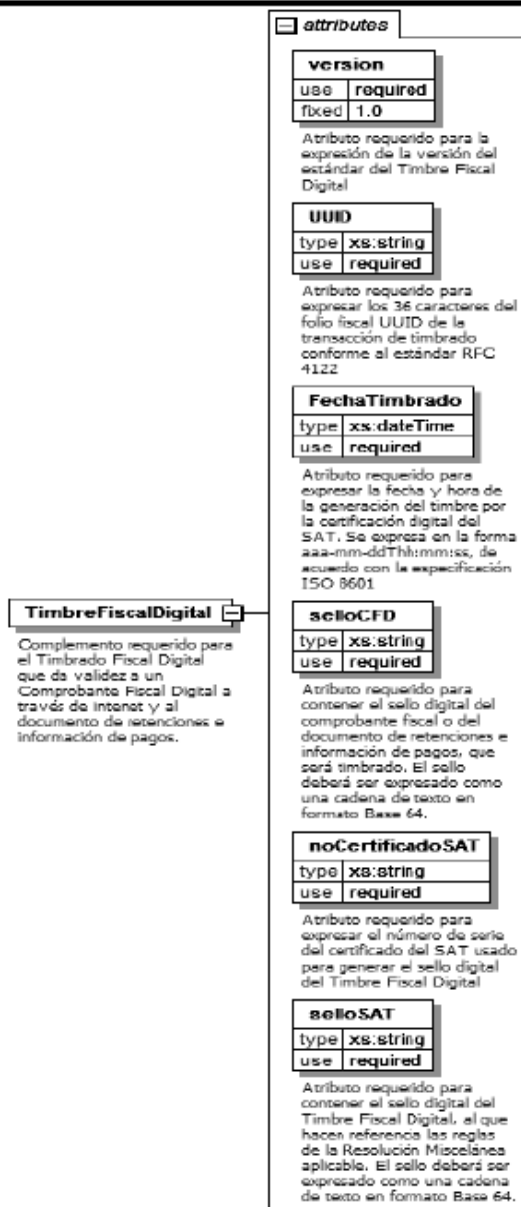 attributes
version
use required
fixed 1.0
Atributo requerido para la
expresión de la versión del
estándar del Timbre Fiscal
Digital
UUID
type xs:string
use required
Atributo requerido para
expresar los 36 caracteres del
folio fiscal UUID de la
transacción de timbrado
conforme al estándar RFC
4122
FechaTimbrado
type xs:dateTime
use required
Atributo requerido para
expresar la fecha y hora de
la generación del timbre por
la certificación digital del
SAT. Se expresa en la forma
aaa-mm-ddThh:mm:ss, de
acuerdo con la especificación
ISO 8601
TimbreFiscalDigital
Complemento requerido para
el Timbrado Fiscal Digital
que da validez a un
Comprobante Fiscal Digital a
través de intenet y al
documento de retenciones e
información de pagos.
selloCFD
type xs:string
use required
Atributo requerido para
contener el sello digital del
comprobante fiscal o del
documento de retenciones e
información de pagos, que
será timbrado. El sello
deberá ser expresado como
una cadena de texto en
formato Base 64.
noCertificadoSAT
type xs:string
use required
Atributo requerido para
expresar el número de serie
del certificado del SAT usado
para generar el sello digital
del Timbre Fiscal Digital
selloSAT
type xs:string
use required
Atributo requerido para
contener el sello digital del
Timbre Fiscal Digital, al que
hacen referencia las reglas
de la Resolución Miscelánea
aplicable. El sello deberá ser
expresado como una cadena
de texto en formato Base 64.